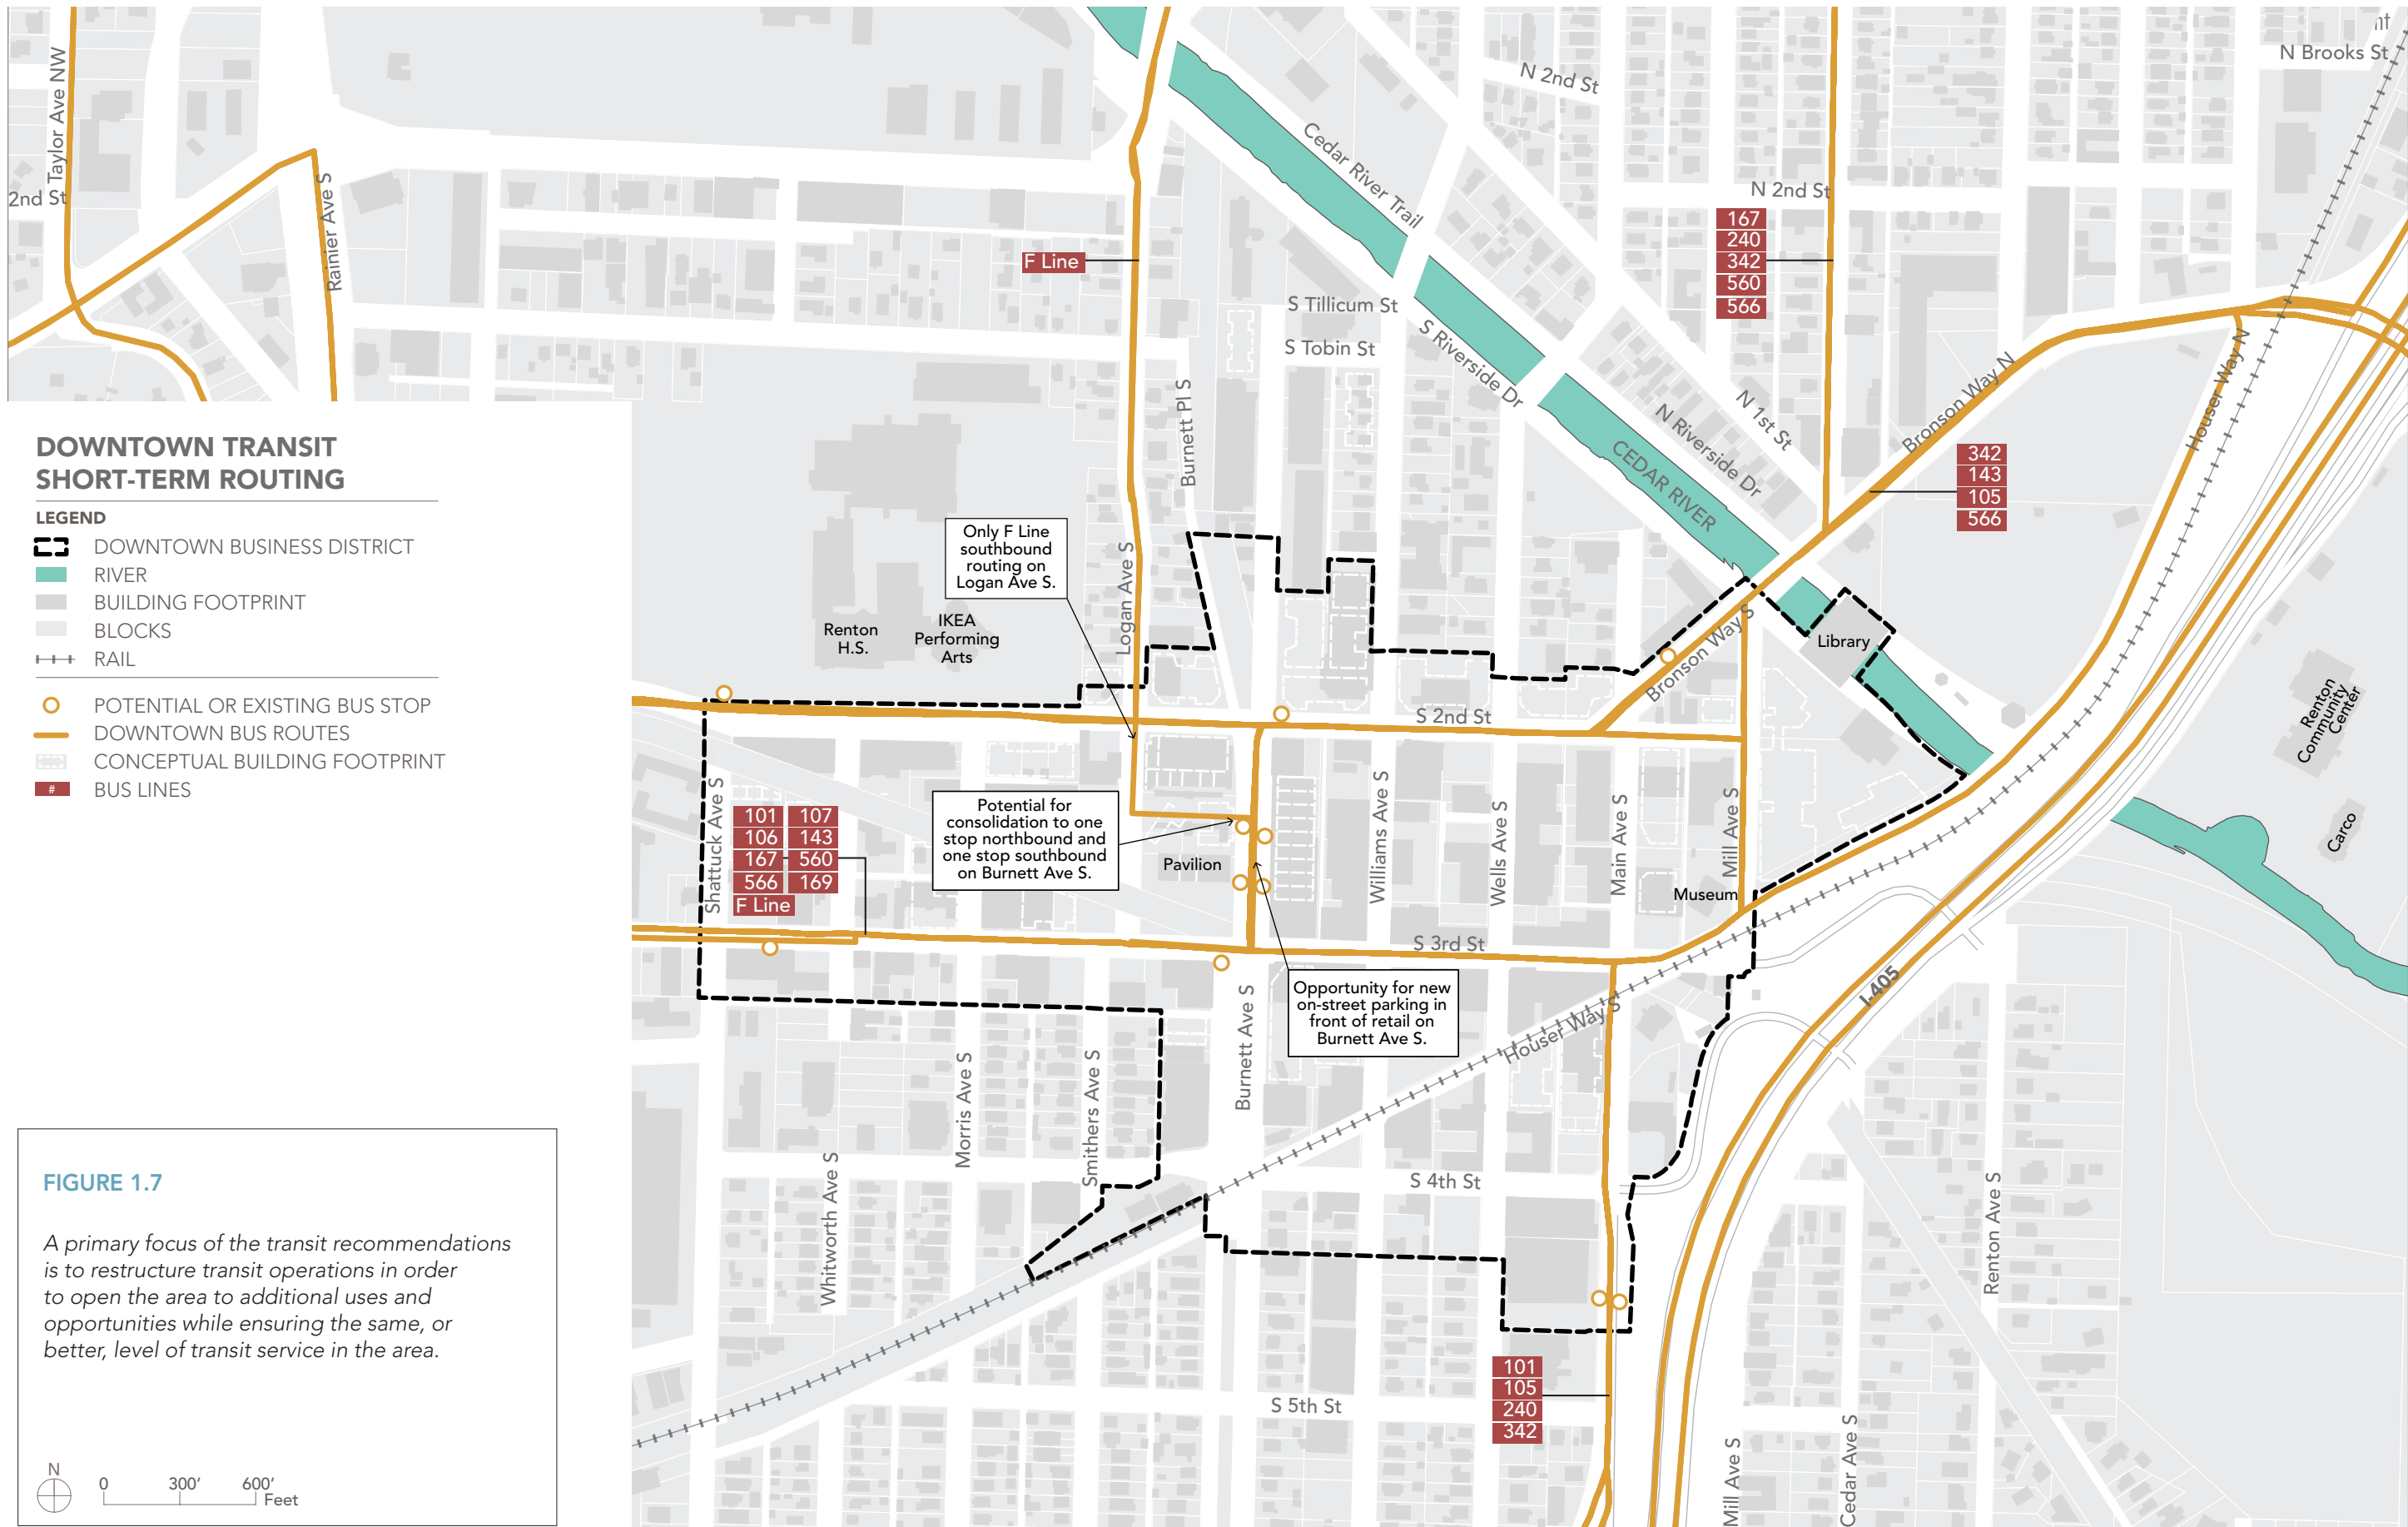 Taylor Ave NW
2nd St
Rainier Ave S
N 2nd St
Cedar River Trail
N 2nd St
N Brooks St
nt
F Line
167
240
342
560
566
S Tillicum St
S Tobin St
S Riverside Dr
N Riverside Dr
N 1st St
CEDAR RIVER
Bronson Way N
Houser Way N
342
143
105
566
Burnett Pl S
Logan Ave S
DOWNTOWN TRANSIT
SHORT-TERM ROUTING
LEGEND
DOWNTOWN BUSINESS DISTRICT
RIVER
BUILDING FOOTPRINT
BLOCKS
RAIL
POTENTIAL OR EXISTING BUS STOP
DOWNTOWN BUS ROUTES
CONCEPTUAL BUILDING FOOTPRINT
# BUS LINES
Only F Line
southbound
routing on
Logan Ave S.
Renton
H.S.
IKEA
Performing
Arts
Library
Bronson Way S
S 2nd St
Renton
Community
Center
Carco
Shattuck Ave S
101 107
106 143
167 560
566 169
F Line
Potential for
consolidation to one
stop northbound and
one stop southbound
on Burnett Ave S.
Pavilion
Williams Ave S
Wells Ave S
Main Ave S
Mill Ave S
Museum
S 3rd St
Opportunity for new
on-street parking in
front of retail on
Burnett Ave S.
Burnett Ave S
Houser Way S
I-405
Morris Ave S
Smithers Ave S
Whitworth Ave S
S 4th St
Renton Ave S
101
105
240
342
S 5th St
Mill Ave S
Cedar Ave S
FIGURE 1.7
A primary focus of the transit recommendations
is to restructure transit operations in order
to open the area to additional uses and
opportunities while ensuring the same, or
better, level of transit service in the area.
N
0 300’ 600’
Feet